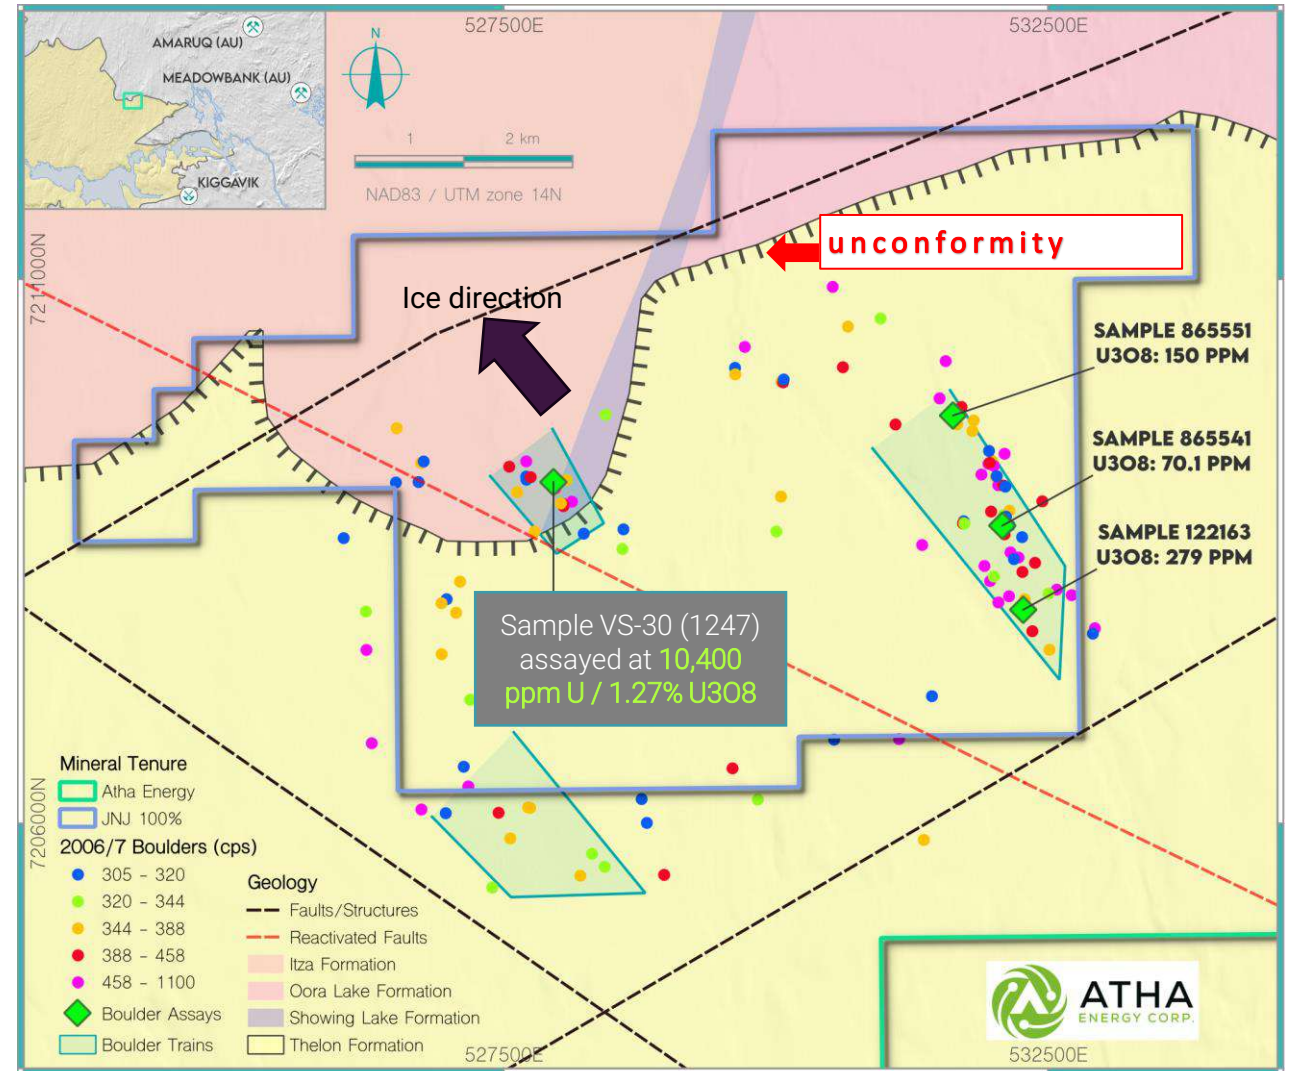 527500E
532500E
AMARUQ (AU)
MEADOWBANK (AU)
KIGGAVIK
N
1
2 km
NAD83 / UTM zone 14N
7211000N
unconformity
Ice direction
SAMPLE 865551
U3O8: 150 PPM
SAMPLE 865541
U3O8: 70.1 PPM
SAMPLE 122163
U3O8: 279 PPM
Sample VS-30 (1247)
assayed at 10,400
ppm U / 1.27% U3O8
7206000N
Mineral Tenure
Atha Energy
JNJ 100%
2006/7 Boulders (cps)
305 - 320
320 - 344
344 - 388
388 - 458
458 - 1100
Boulder Assays
Boulder Trains
Geology
Faults/Structures
Reactivated Faults
Itza Formation
Oora Lake Formation
Showing Lake Formation
Thelon Formation
ATHA
ENERGY CORP.
527500E
532500E